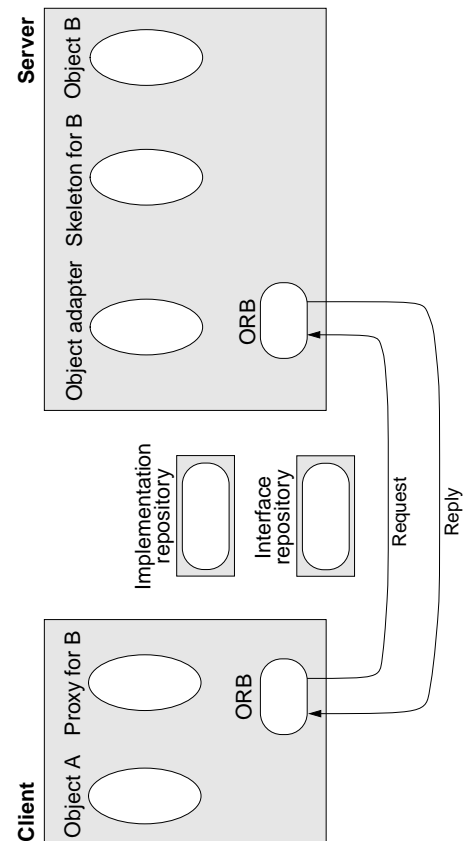 Client
Server
Object A
Proxy for B
Object adapter
Skeleton for B
Object B
Implementation
repository
Interface
repository
ORB
ORB
Request
Reply